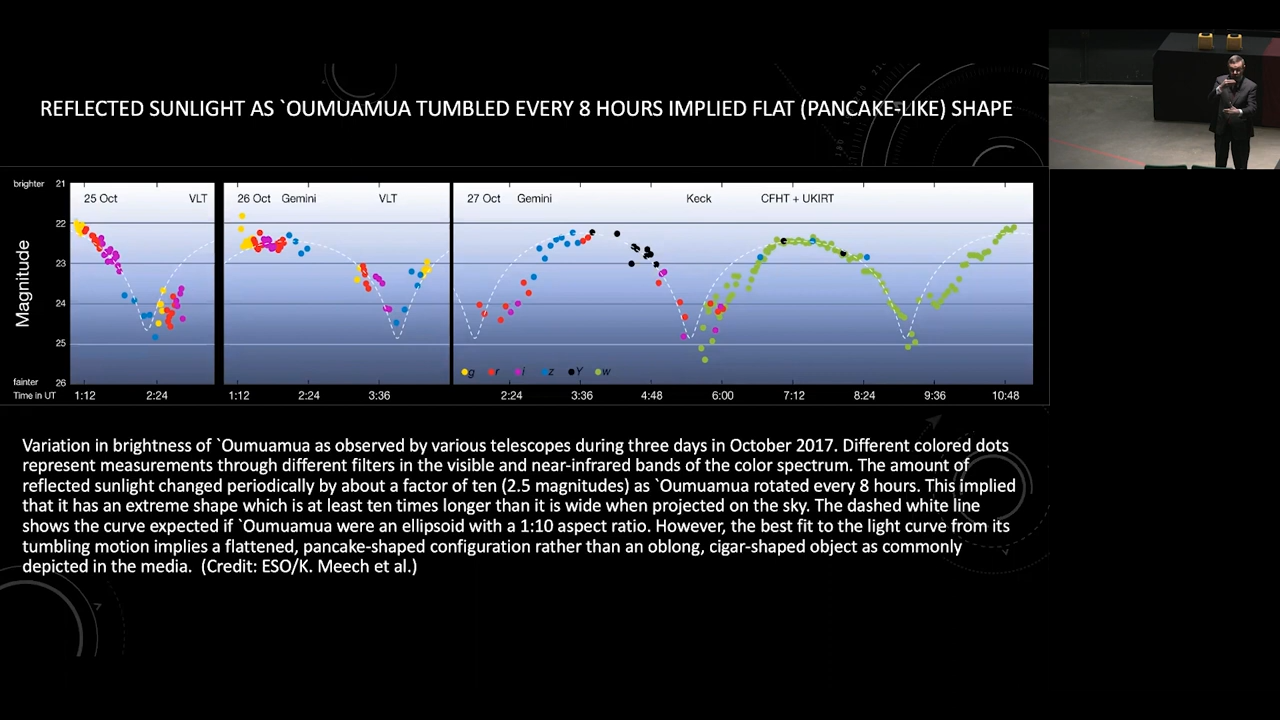 REFLECTED SUNLIGHT AS `OUMUAMUA TUMBLED EVERY 8 HOURS IMPLIED FLAT (PANCAKE-LIKE) SHAPE
brighter 21
25 Oct VLT
26 Oct Gemini VLT
27 Oct Gemini Keck CFHT + UKIRT
22
23
Magnitude
24
25
g r i z Y w
fainter 26
Time in UT 1:12 2:24 1:12 2:24 3:36 2:24 3:36 4:48 6:00 7:12 8:24 9:36 10:48
Variation in brightness of `Oumuamua as observed by various telescopes during three days in October 2017. Different colored dots
represent measurements through different filters in the visible and near-infrared bands of the color spectrum. The amount of
reflected sunlight changed periodically by about a factor of ten (2.5 magnitudes) as `Oumuamua rotated every 8 hours. This implied
that it has an extreme shape which is at least ten times longer than it is wide when projected on the sky. The dashed white line
shows the curve expected if `Oumuamua were an ellipsoid with a 1:10 aspect ratio. However, the best fit to the light curve from its
tumbling motion implies a flattened, pancake-shaped configuration rather than an oblong, cigar-shaped object as commonly
depicted in the media. (Credit: ESO/K. Meech et al.)